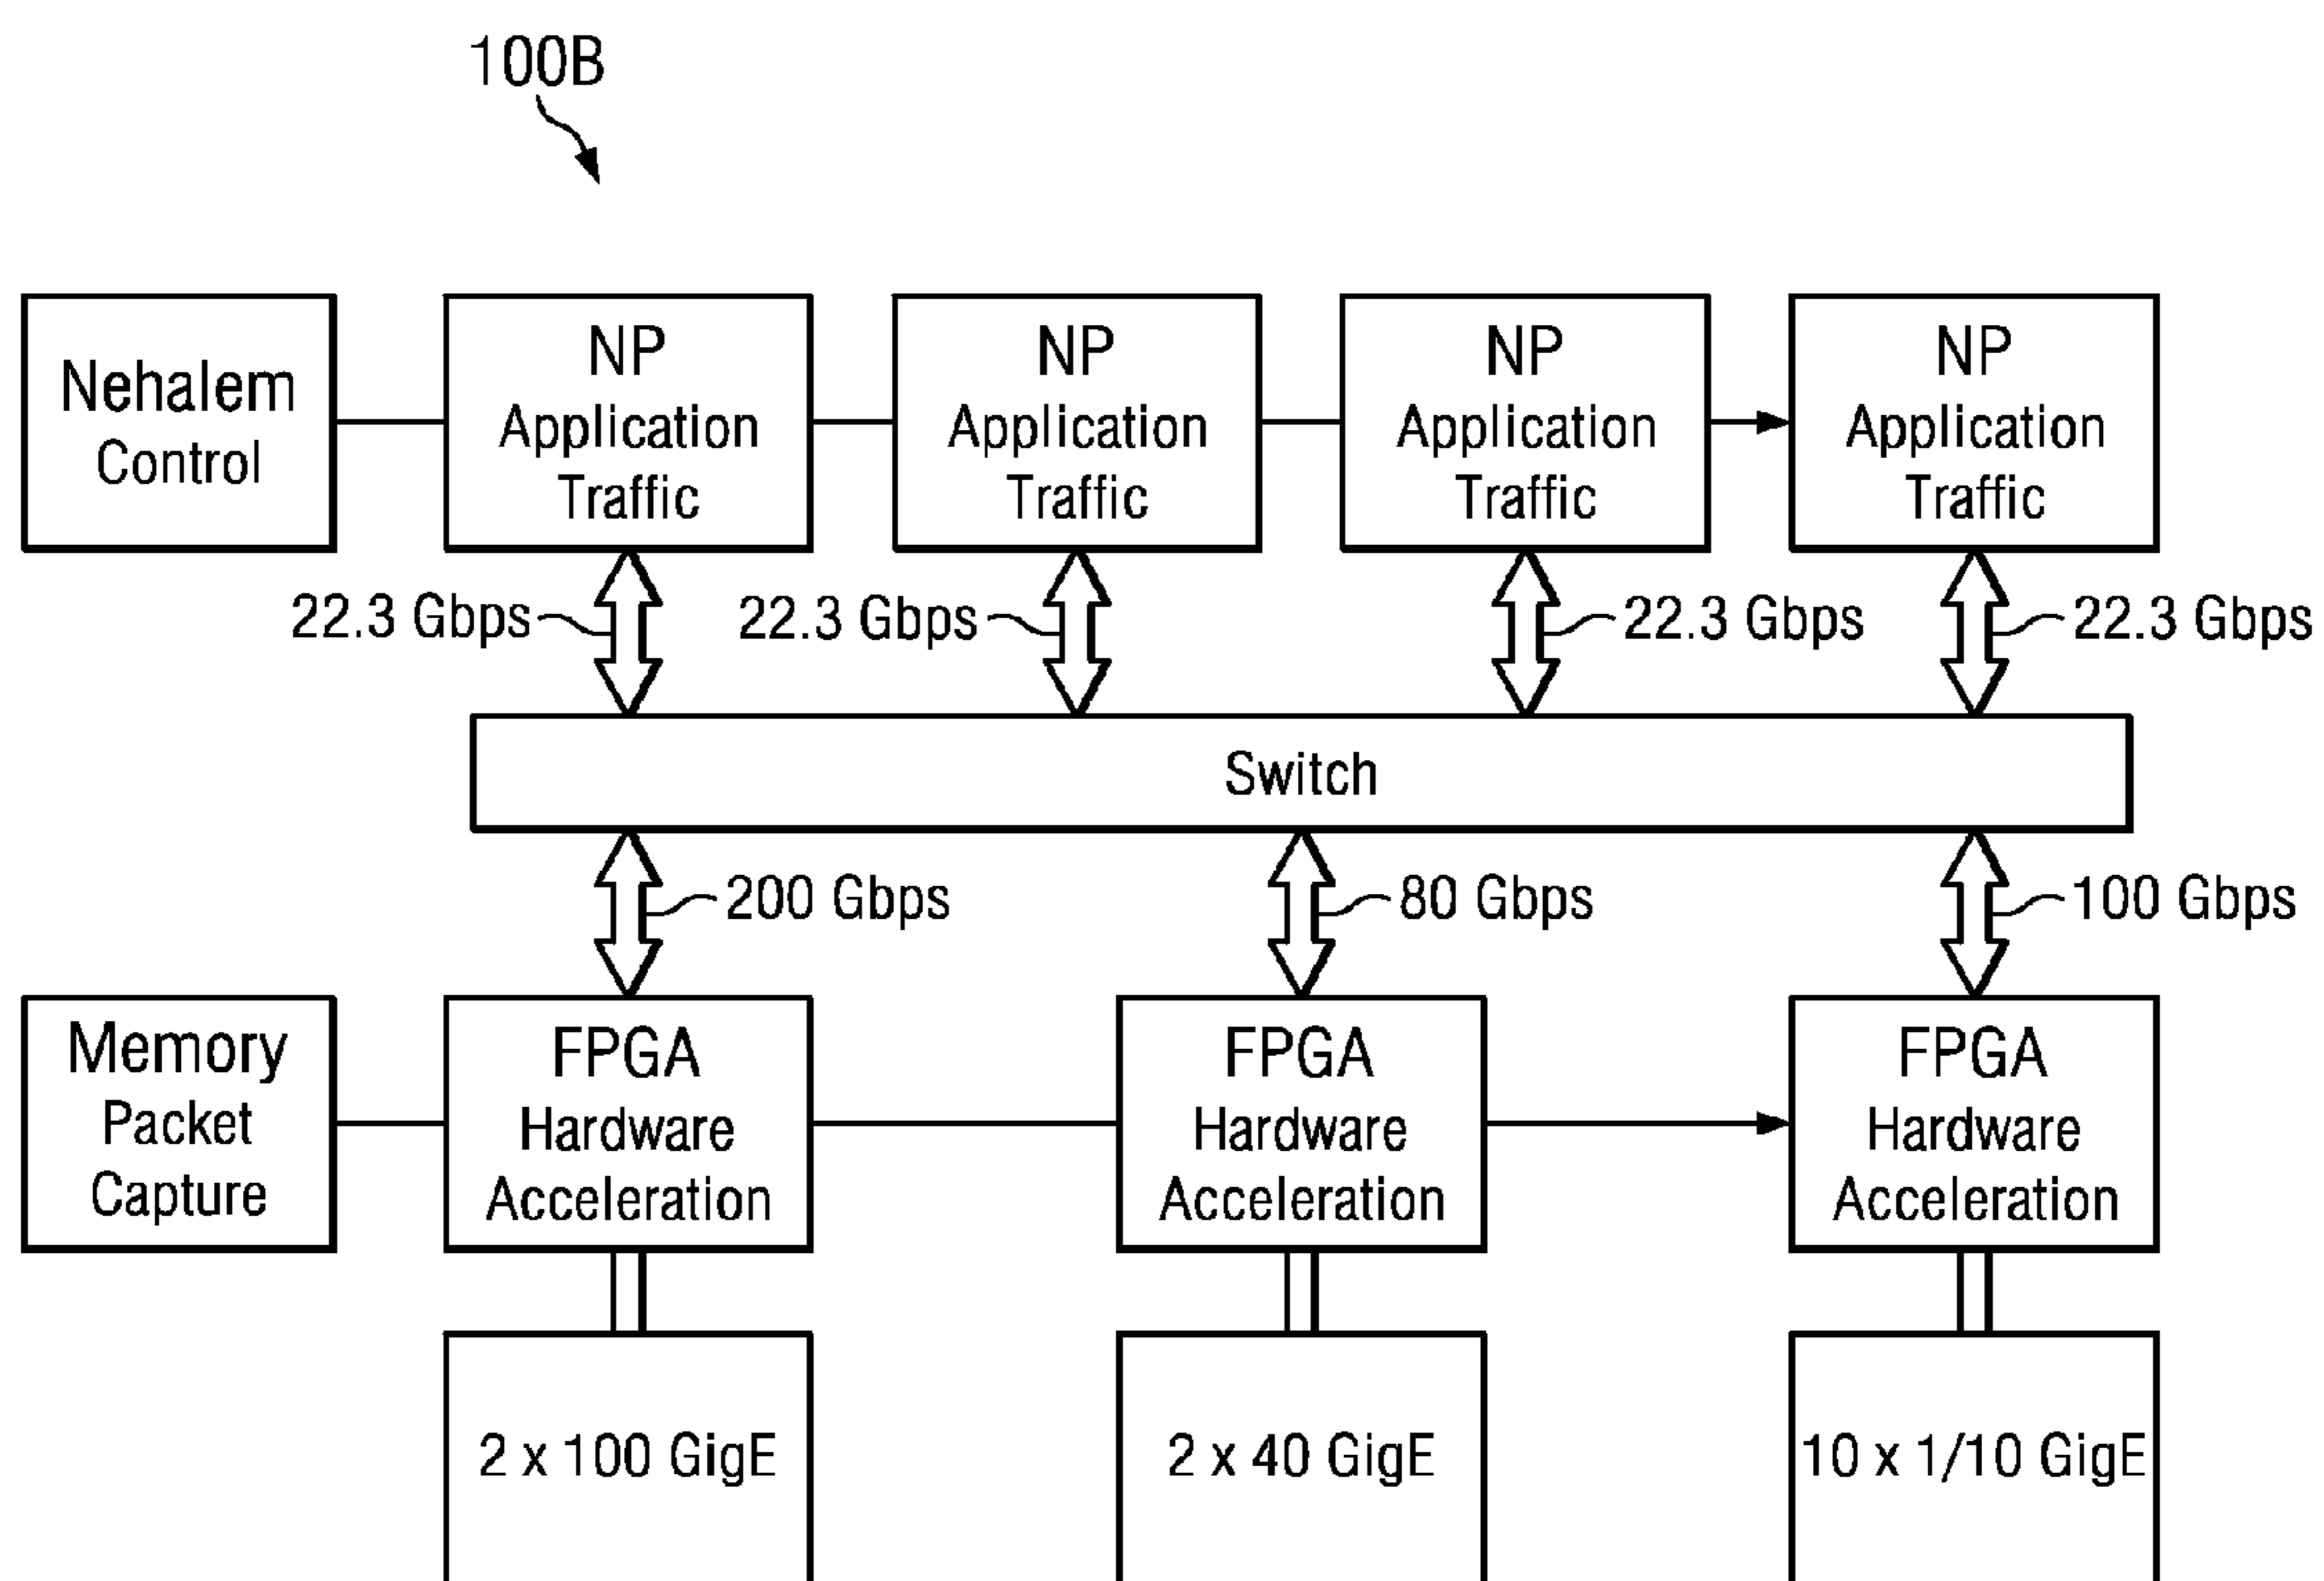 100B
Nehalem
Control
NP
Application
Traffic
NP
Application
Traffic
NP
Application
Traffic
NP
Application
Traffic
22.3 Gbps
22.3 Gbps
22.3 Gbps
22.3 Gbps
Switch
200 Gbps
80 Gbps
100 Gbps
Memory
Packet
Capture
FPGA
Hardware
Acceleration
FPGA
Hardware
Acceleration
FPGA
Hardware
Acceleration
2 x 100 GigE
2 x 40 GigE
10 x 1/10 GigE